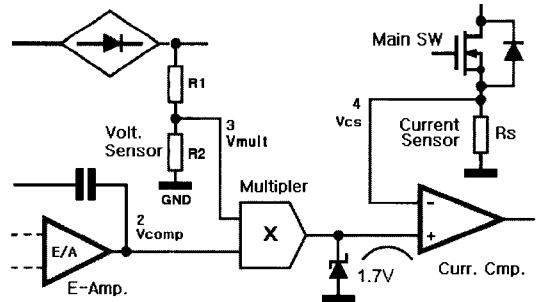 Main SW
R1
4
Vcs
Current
Sensor
Rs
Volt.
Sensor
3
Vmult
R2
GND
Multipler
2
Vcomp
E/A
E-Amp.
X
-
+
1.7V
Curr. Cmp.